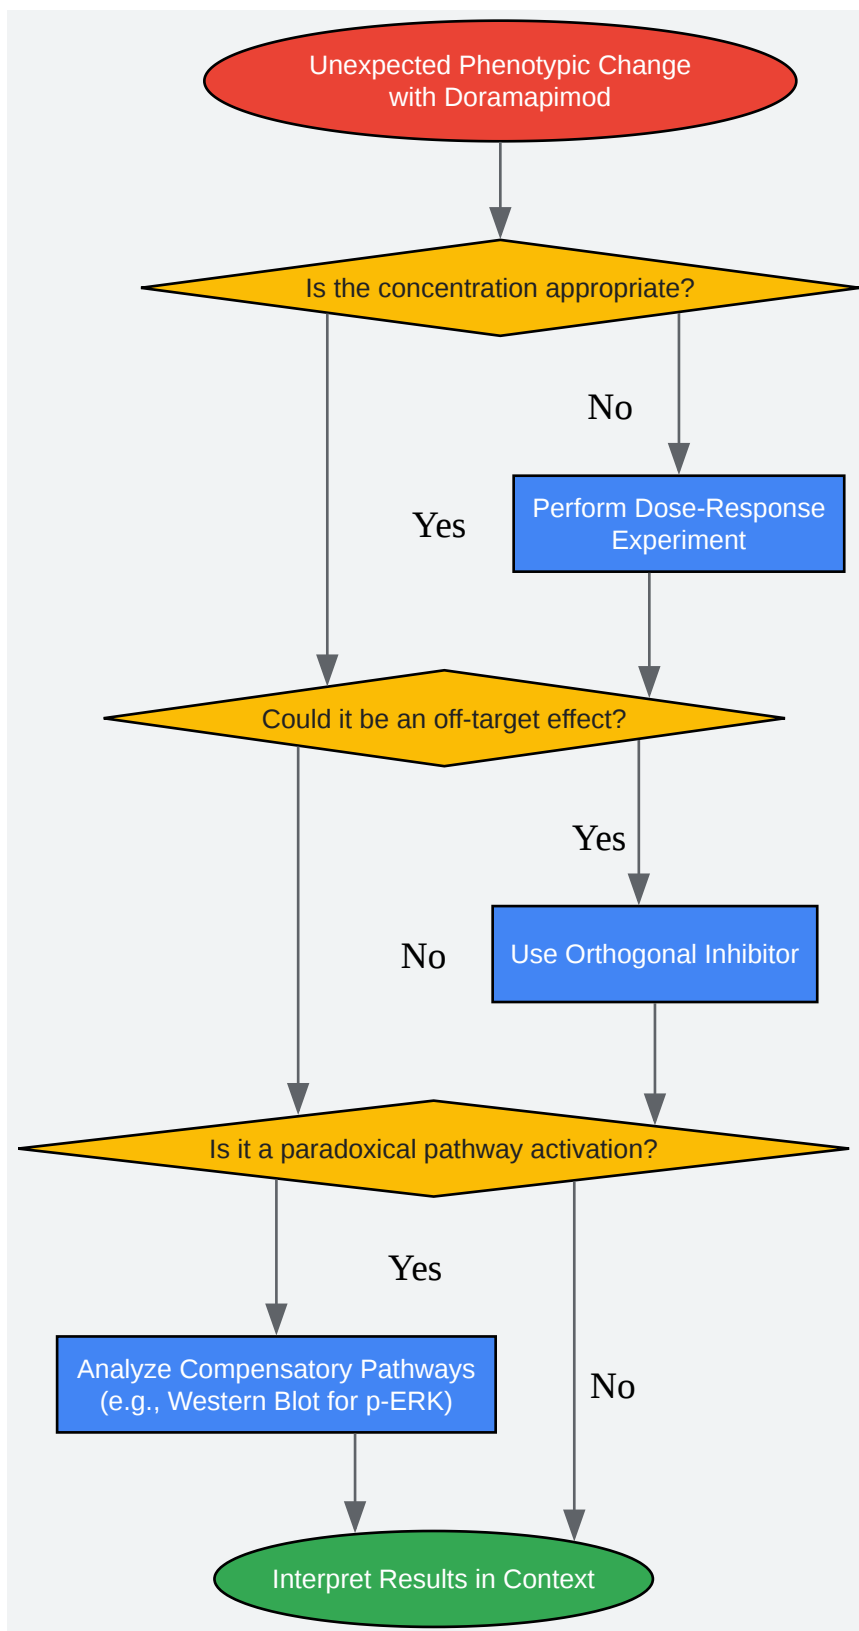 Unexpected Phenotypic Change
with Doramapimod
Is the concentration appropriate?
No
Yes
Perform Dose-Response
Experiment
Could it be an off-target effect?
Yes
No
Use Orthogonal Inhibitor
Is it a paradoxical pathway activation?
Yes
Analyze Compensatory Pathways
(e.g., Western Blot for p-ERK)
No
Interpret Results in Context